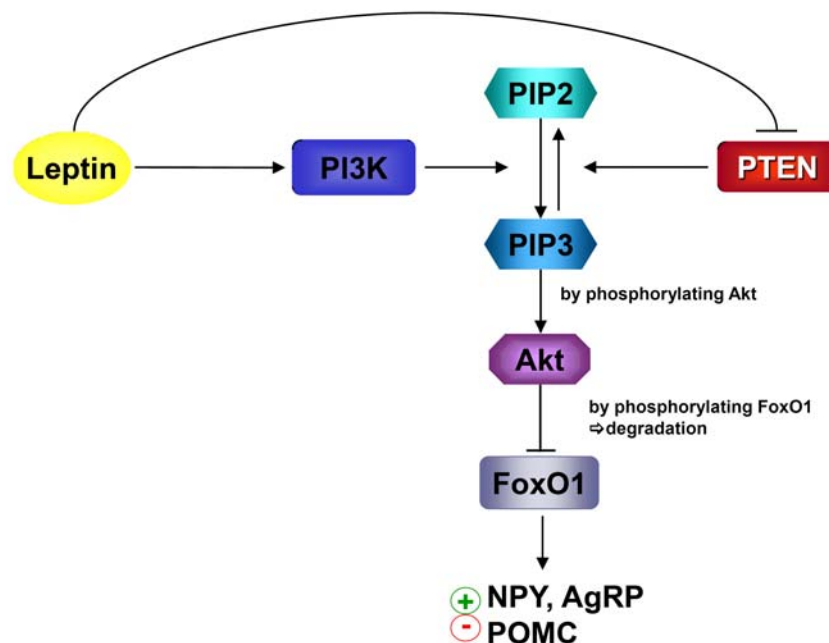 PIP2
Leptin
PI3K
PTEN
PIP3
by phosphorylating Akt
Akt
by phosphorylating FoxO1
⇨degradation
FoxO1
+ NPY, AgRP
- POMC